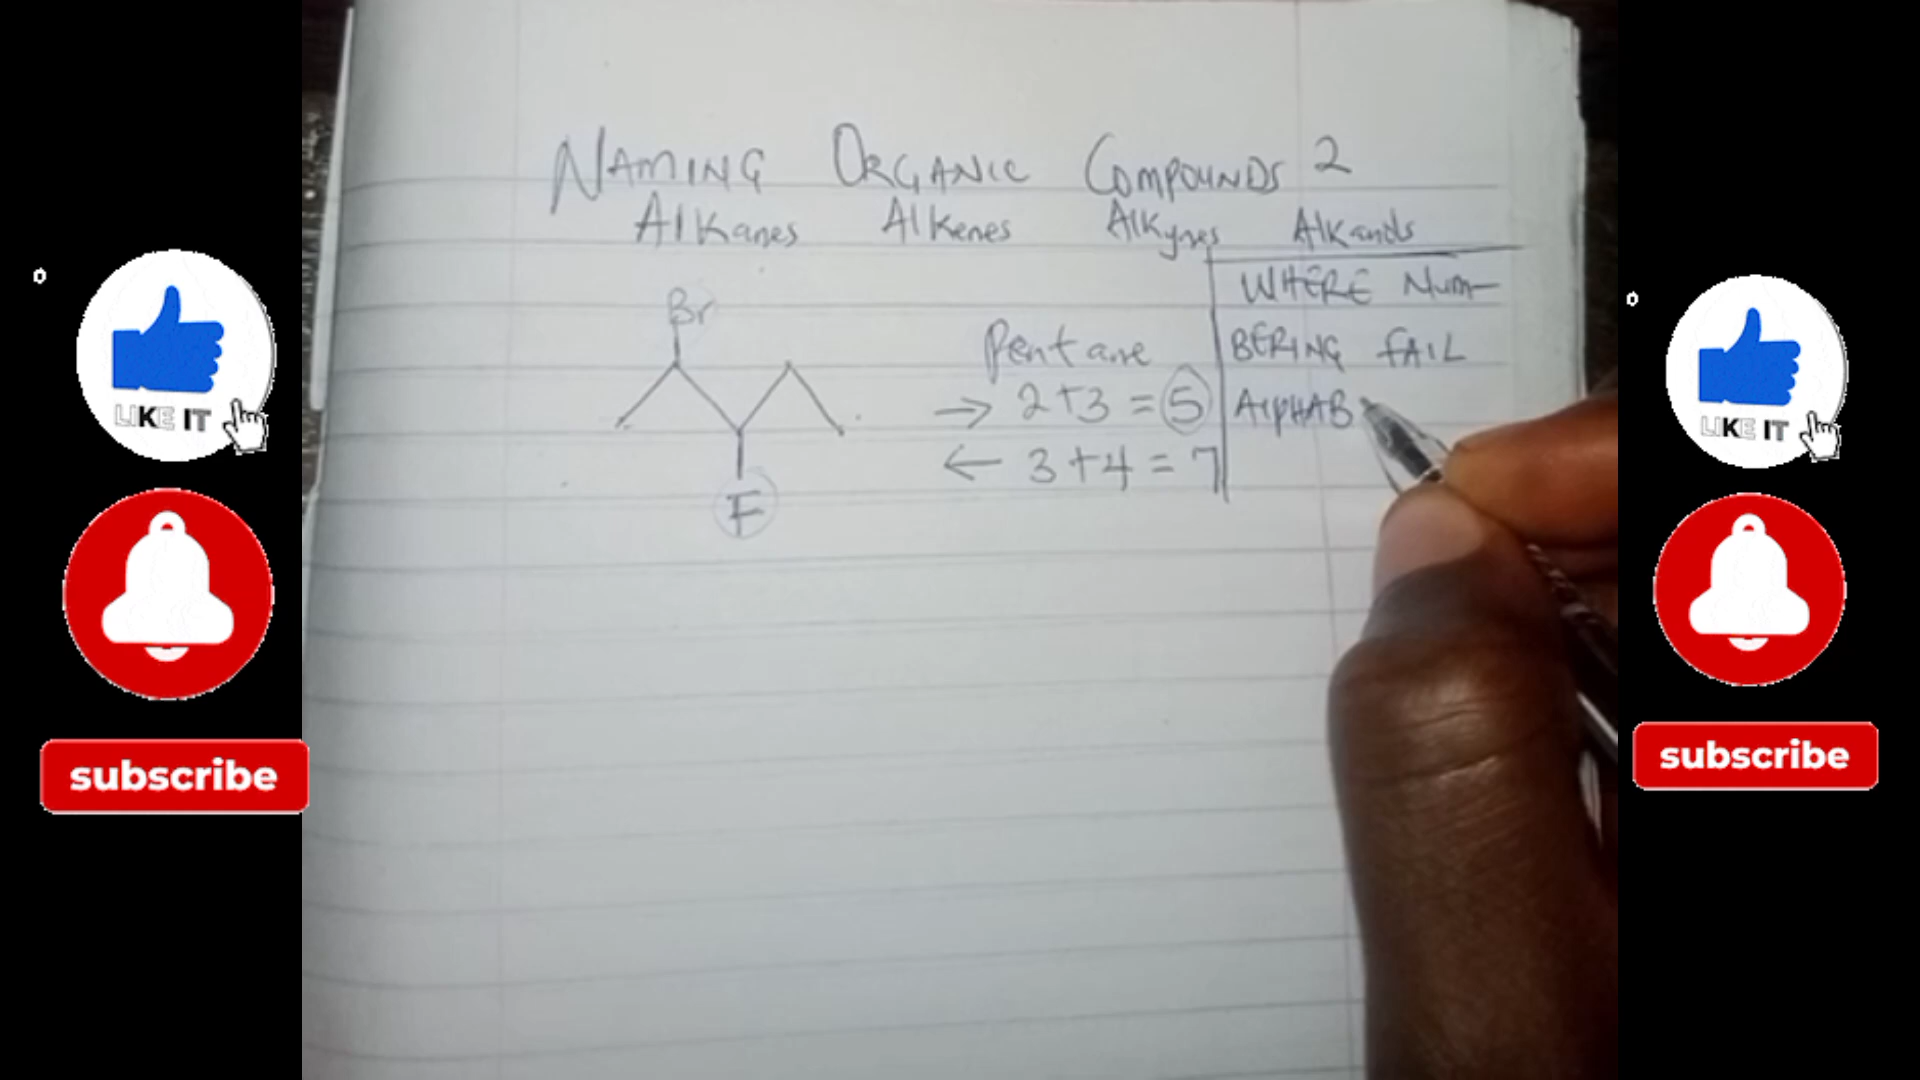 NAMING ORGANIC COMPOUNDS 2
Alkanes Alkenes Alkynes Alkanols
WHERE NUM-
BERING FAIL
ALPHAB
Br
F
Pentane
→ 2+3 = 5
← 3+4 = 7
LIKE IT
subscribe
LIKE IT
subscribe